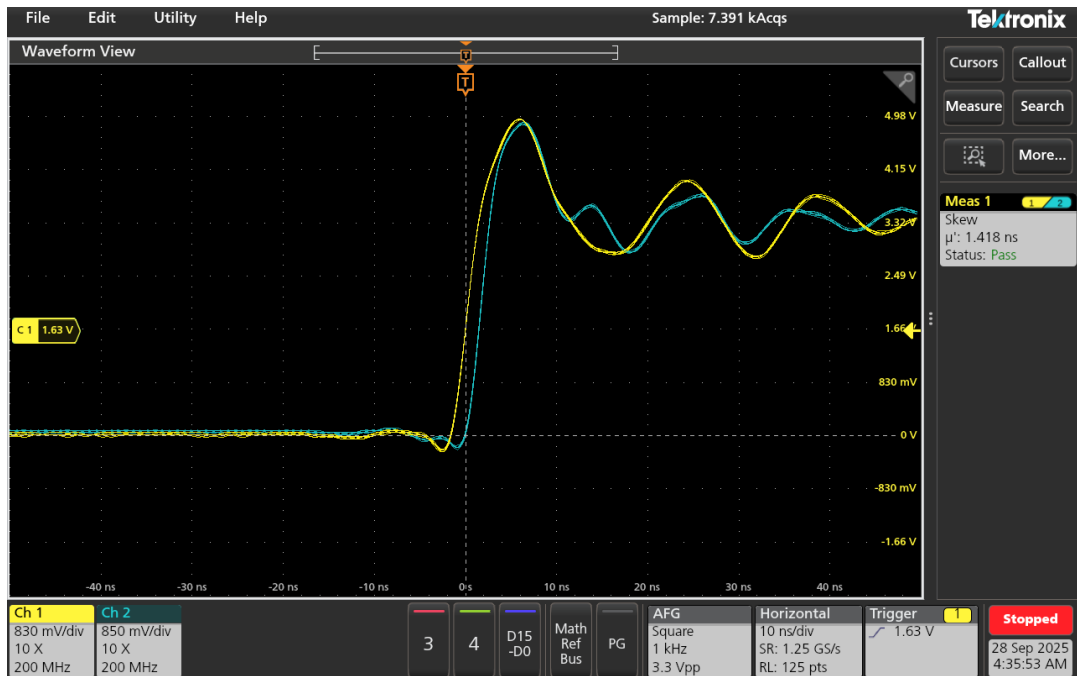 File Edit Utility Help Sample: 7.391 kAcqs Tektronix
Waveform View
T
T
Cursors Callout
Measure Search
More...
Meas 1 1 2
Skew
µ': 1.418 ns
Status: Pass
4.98 V
4.15 V
3.32 V
2.49 V
C 1 1.63 V
1.66 V
830 mV
0 V
-830 mV
-1.66 V
-40 ns -30 ns -20 ns -10 ns 0 s 10 ns 20 ns 30 ns 40 ns
Ch 1
830 mV/div
10 X
200 MHz
Ch 2
850 mV/div
10 X
200 MHz
3
4
D15
-D0
Math
Ref
Bus
PG
AFG
Square
1 kHz
3.3 Vpp
Horizontal
10 ns/div
SR: 1.25 GS/s
RL: 125 pts
Trigger 1
1.63 V
Stopped
28 Sep 2025
4:35:53 AM